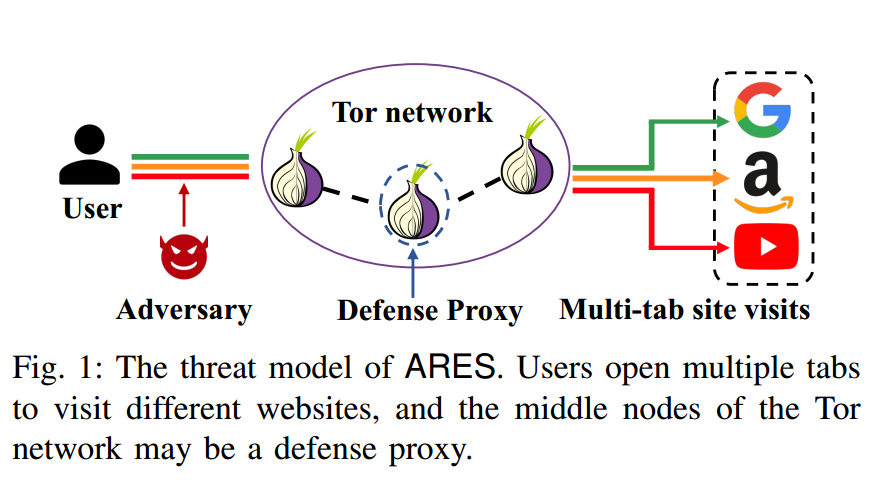 Tor network
User
Adversary
Defense Proxy
Multi-tab site visits
Fig. 1: The threat model of ARES. Users open multiple tabs
to visit different websites, and the middle nodes of the Tor
network may be a defense proxy.